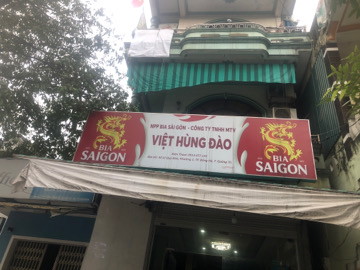 NPP BIA SÀI GÒN - CÔNG TY TNHH MTV
VIỆT HÙNG ĐÀO
BIA
SAIGON
BIA
SAIGON